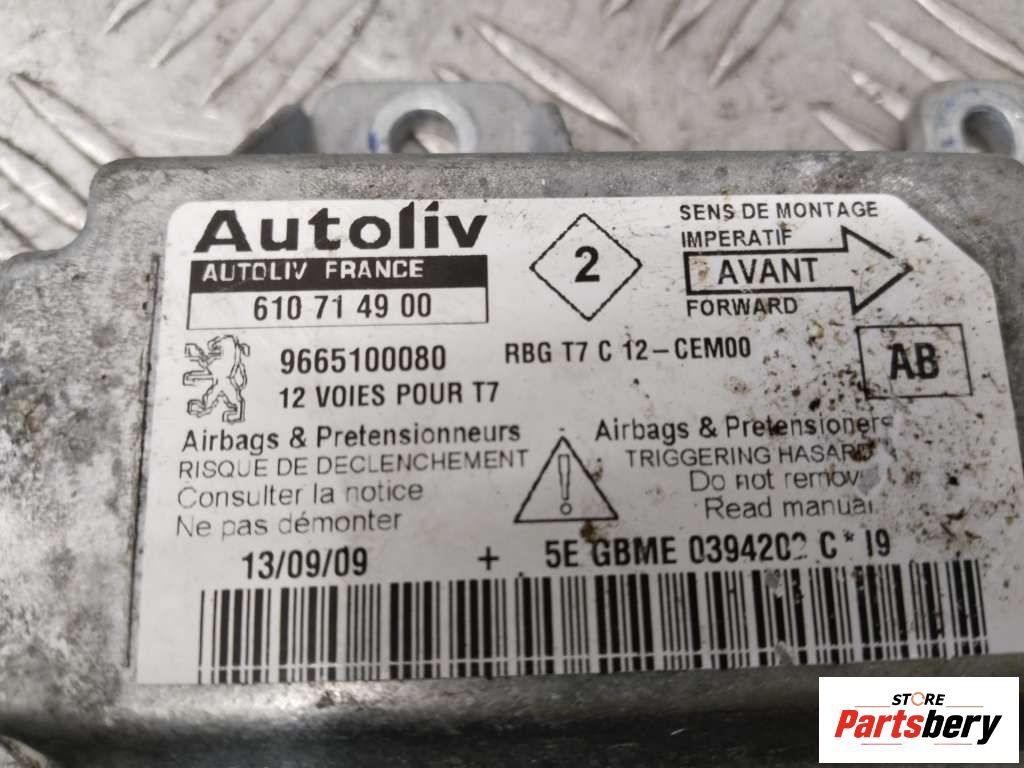 Autoliv
AUTOLIV FRANCE
610 71 49 00
2
SENS DE MONTAGE
IMPERATIF
AVANT
FORWARD
9665100080
RBG T7 C 12-CEM00
12 VOIES POUR T7
AB
Airbags & Pretensionneurs
RISQUE DE DECLENCHEMENT
Consulter la notice
Ne pas démonter
Airbags & Pretensioners
TRIGGERING HASARD
Do not remov
Read manual
13/09/09 + 5E GBME 0394202 C* I9
STORE
Partsbery